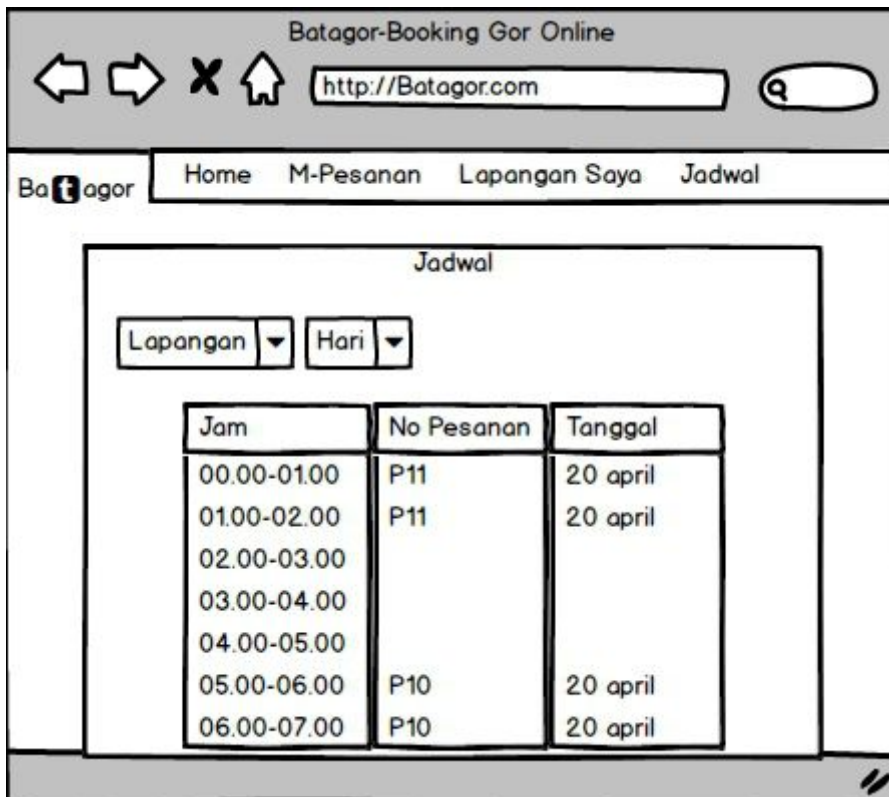 Batagor-Booking Gor Online
http://Batagor.com
Batagor Home M-Pesanan Lapangan Saya Jadwal
Jadwal
Lapangan Hari
Jam No Pesanan Tanggal
00.00-01.00 P11 20 april
01.00-02.00 P11 20 april
02.00-03.00
03.00-04.00
04.00-05.00
05.00-06.00 P10 20 april
06.00-07.00 P10 20 april